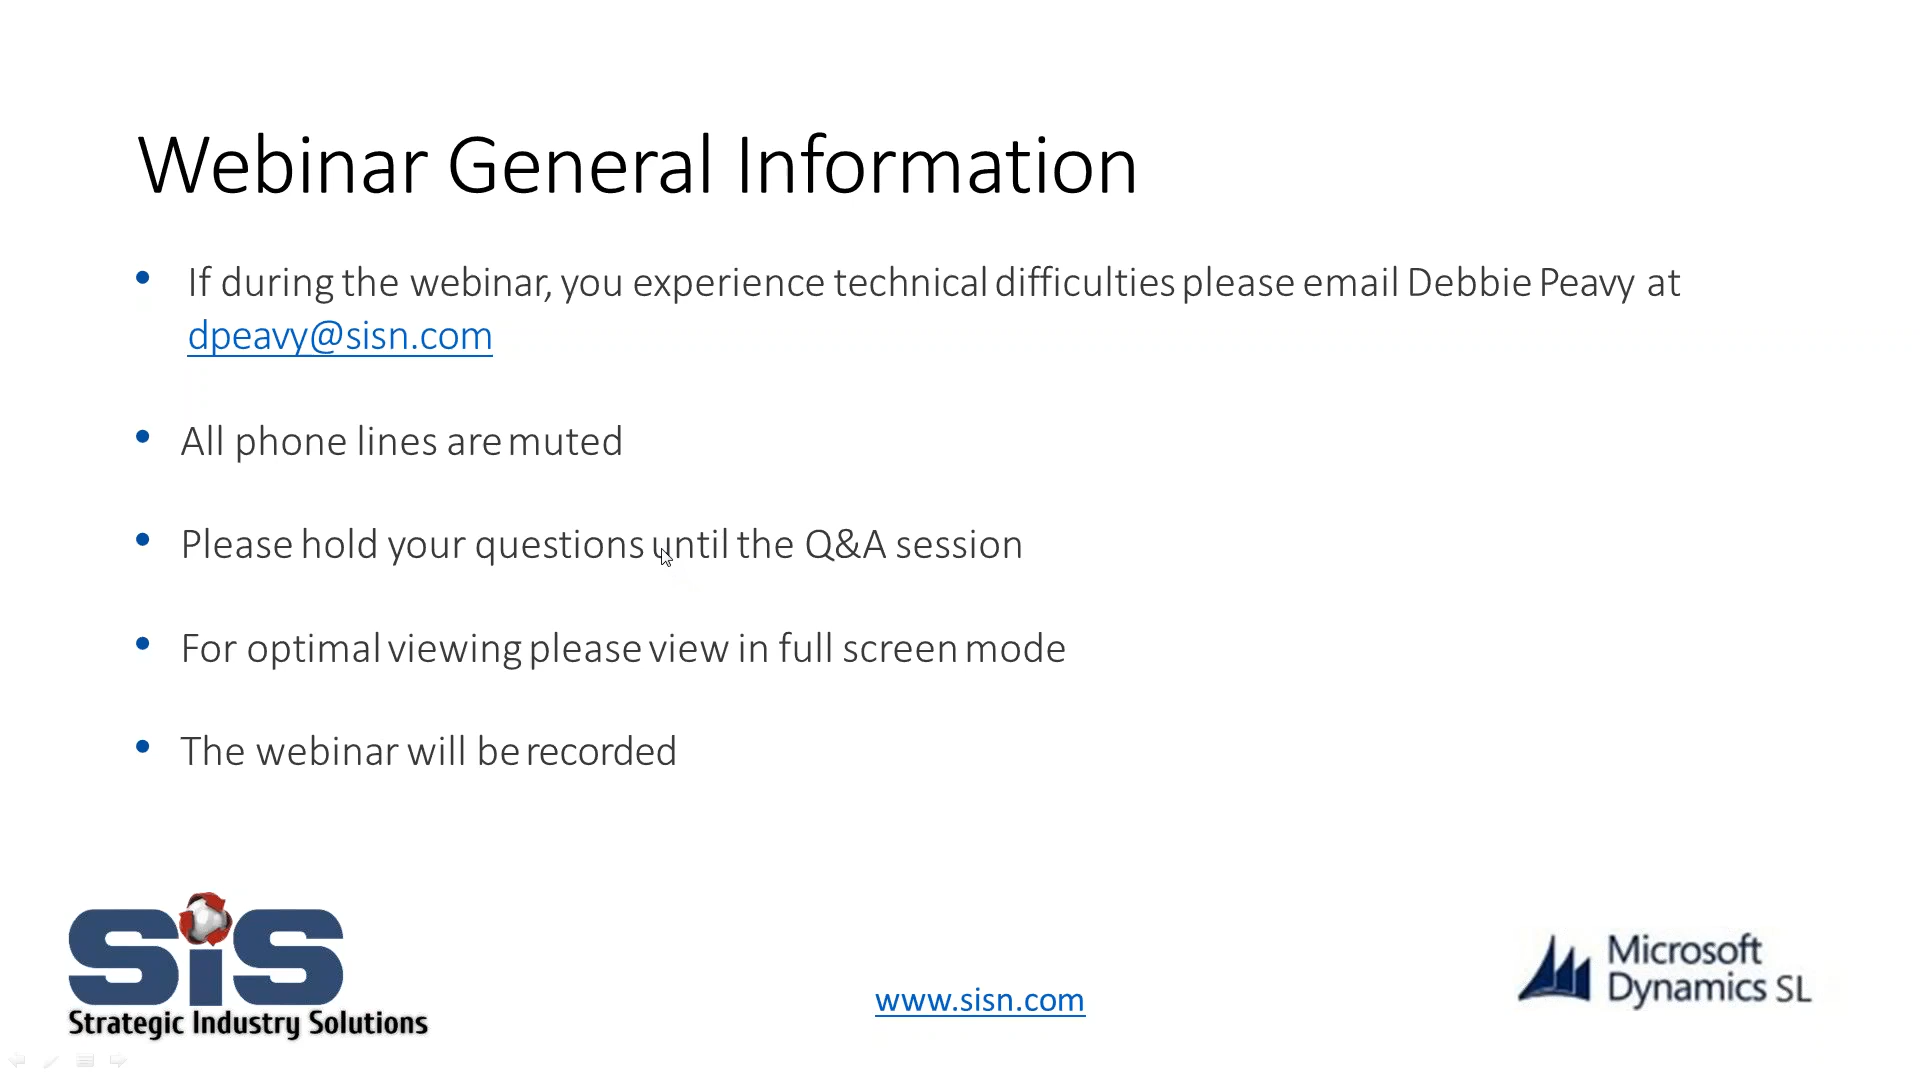 Webinar General Information
• If during the webinar, you experience technical difficulties please email Debbie Peavy at
dpeavy@sisn.com
• All phone lines are muted
• Please hold your questions until the Q&A session
• For optimal viewing please view in full screen mode
• The webinar will be recorded
SiS
Strategic Industry Solutions
www.sisn.com
Microsoft
Dynamics SL